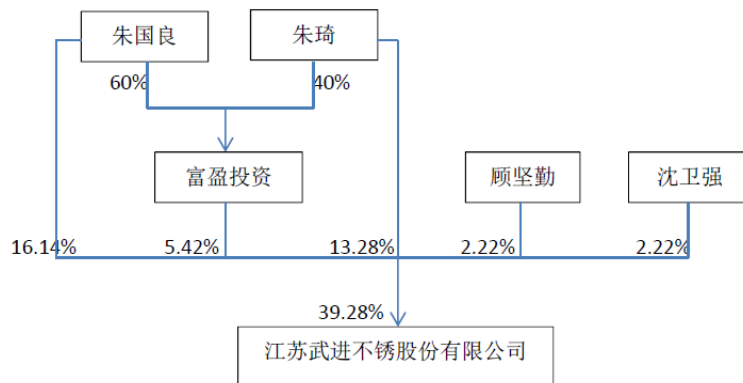 朱国良
朱琦
60%
40%
富盈投资
顾坚勤
沈卫强
16.14%
5.42%
13.28%
2.22%
2.22%
39.28%
江苏武进不锈股份有限公司